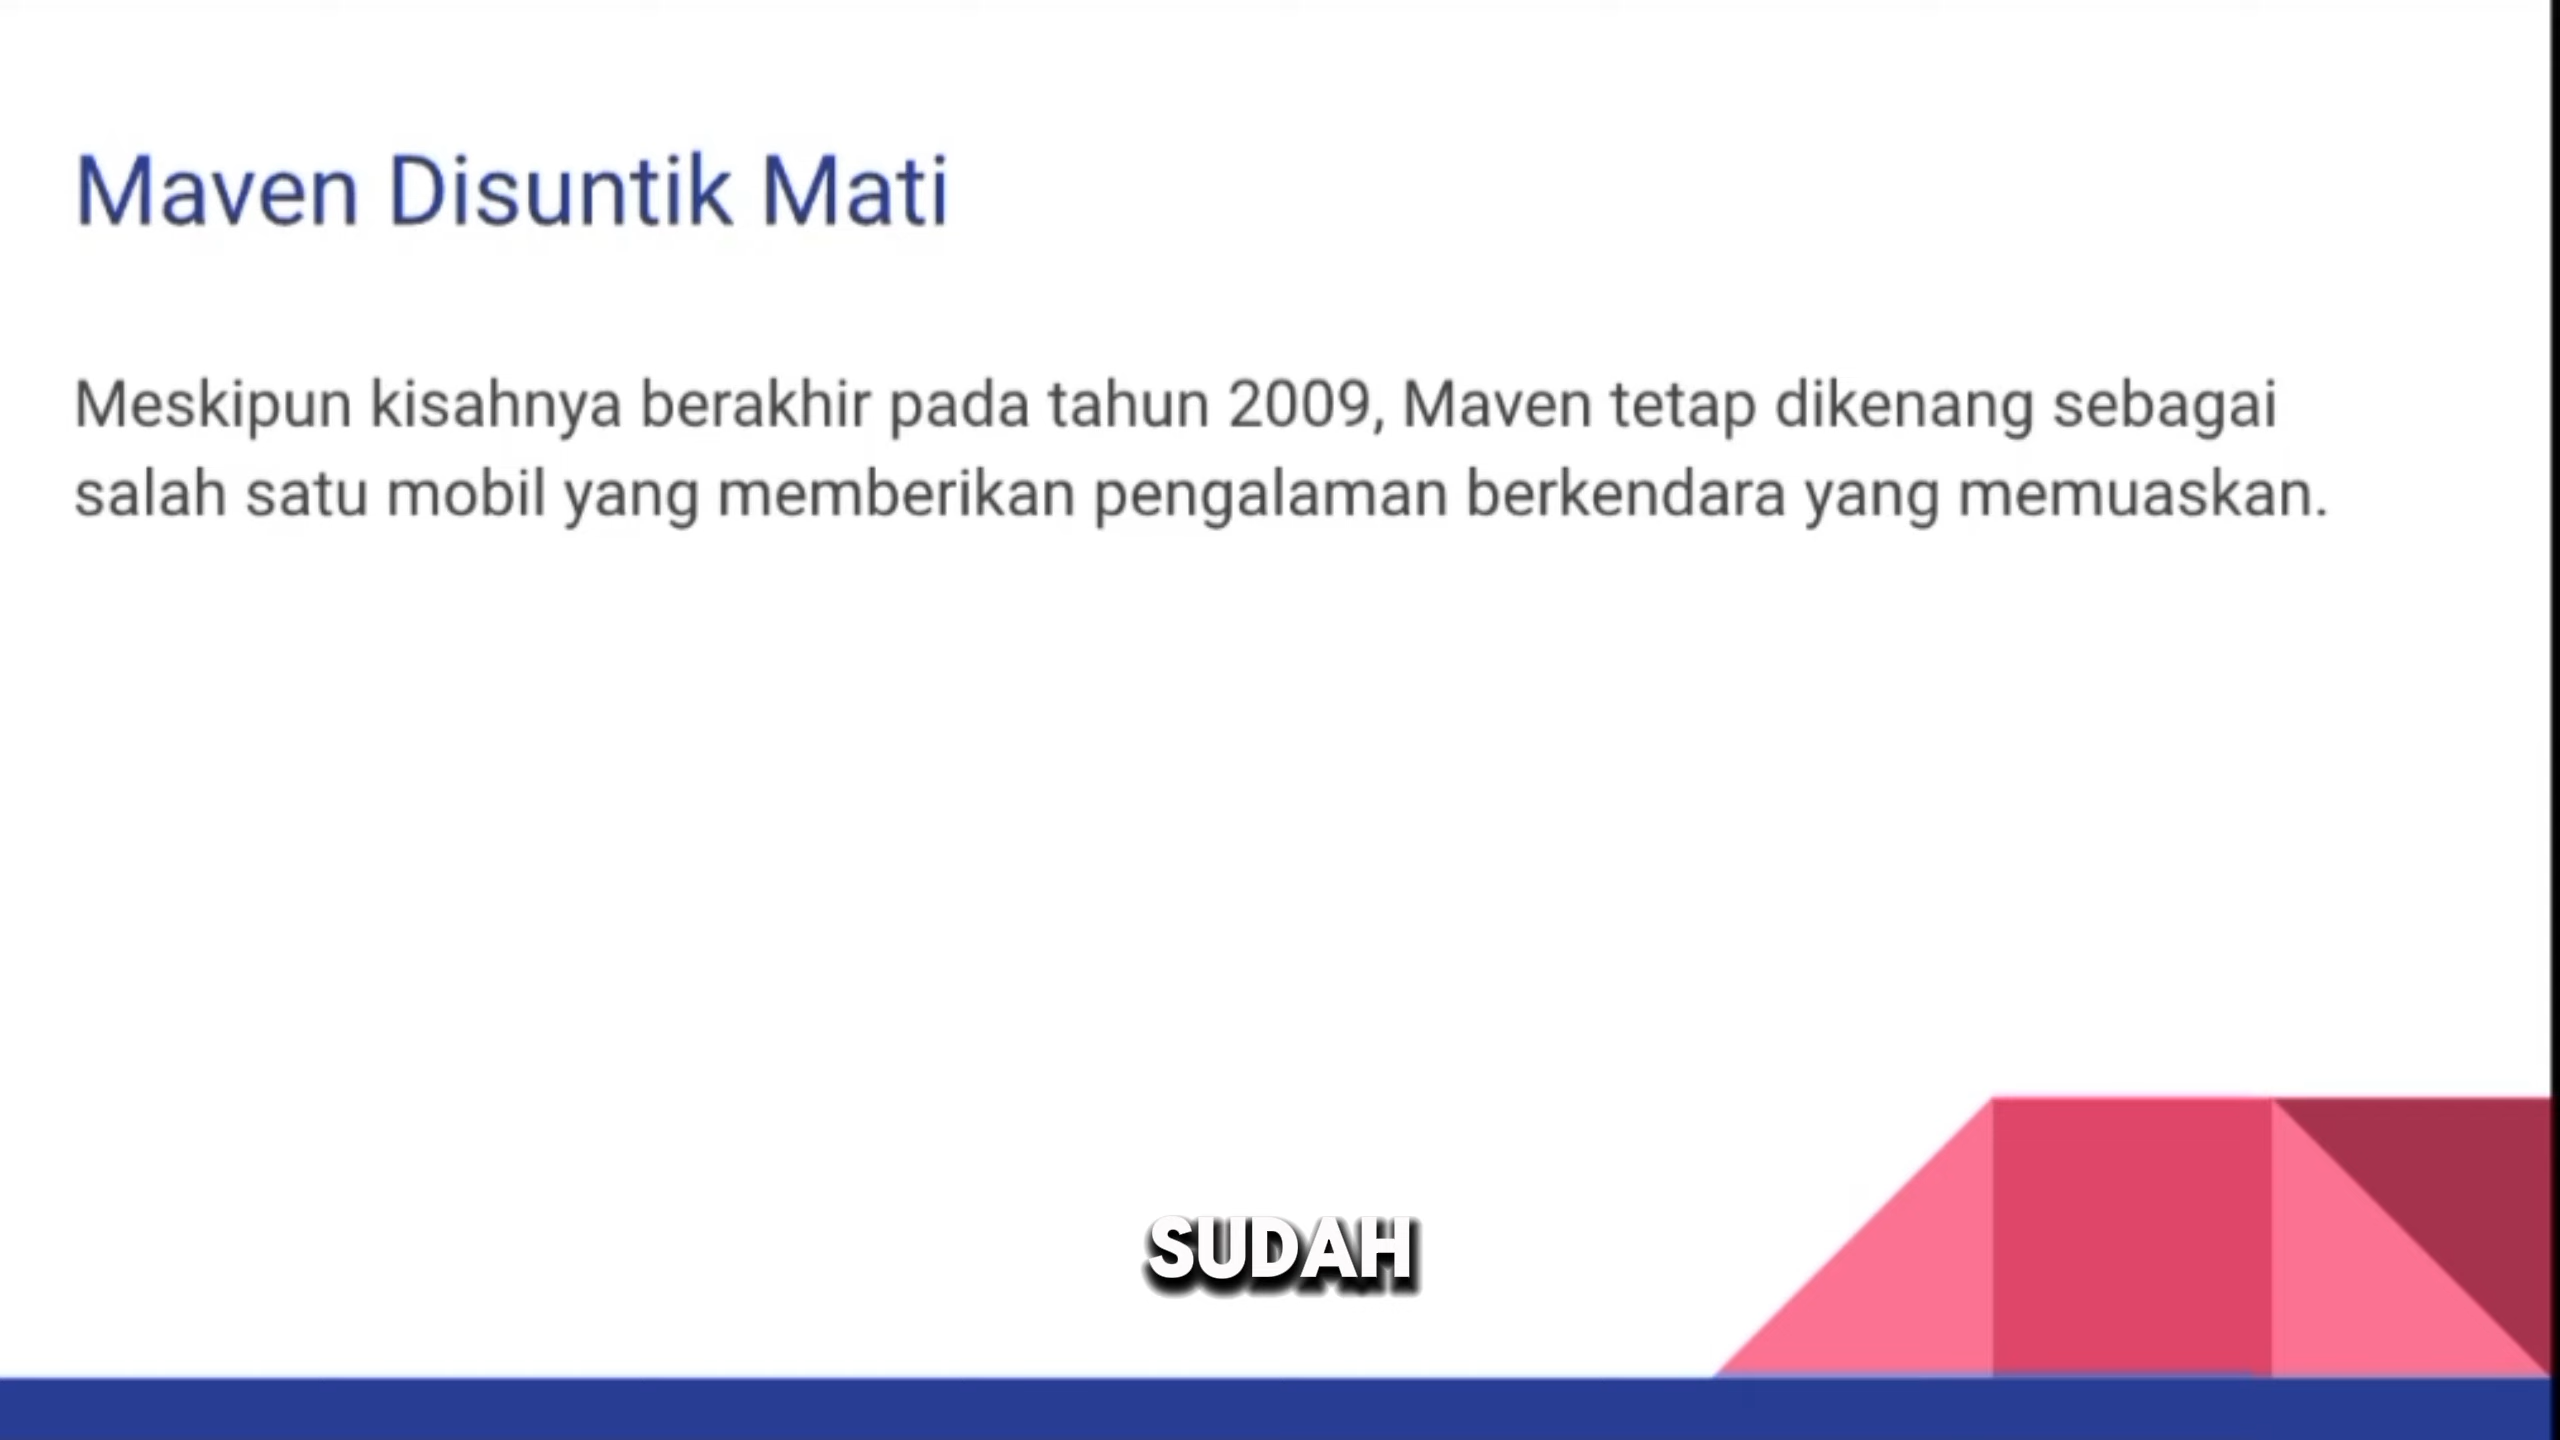 Maven Disuntik Mati
Meskipun kisahnya berakhir pada tahun 2009, Maven tetap dikenang sebagai
salah satu mobil yang memberikan pengalaman berkendara yang memuaskan.
SUDAH